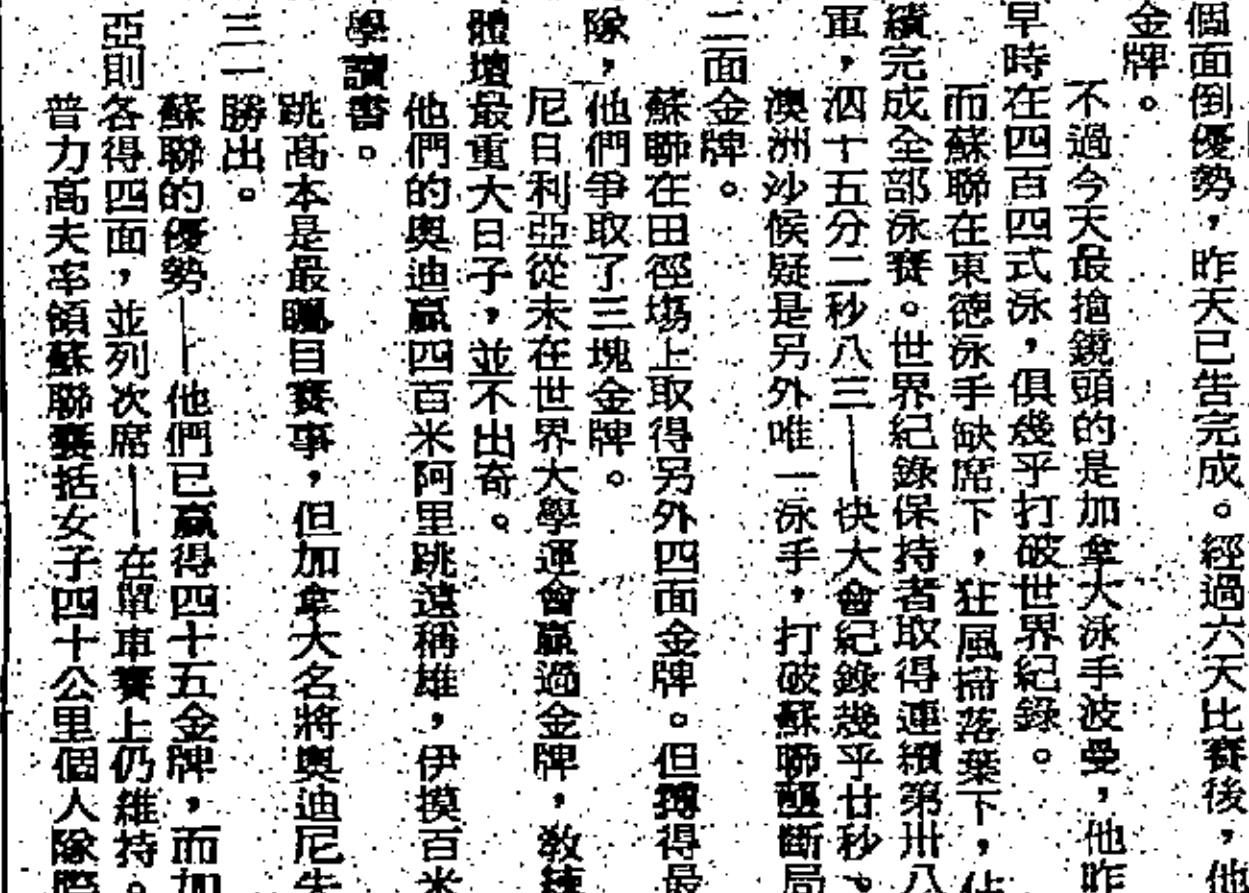 個面倒優勢，昨天已告完成。經過六天比賽後，他
金牌。
不過今天最搶鏡頭的是加拿大泳手波曼，他昨
早時在四百四式泳，俱幾乎打破世界紀錄。
而蘇聯在東德泳手缺席下，狂風掃落葉下，佔
績完成全部泳賽。世界紀錄保持者取得連續第卅八
軍，泗十五分二秒八三——快大會紀錄幾乎廿秒。
澳洲沙候疑是另外唯一泳手，打破蘇聯壟斷局
二面金牌。
蘇聯在田徑場上取得另外四面金牌。但獨得最
隊，他們爭取了三塊金牌。
尼日利亞從未在世界大學運會贏過金牌，教練
體壇最重大日子，並不出奇。
他們的奧迪贏四百米阿里跳遠稱雄，伊摸百米
學讀書。
跳高本是最矚目賽事，但加拿大名將奧迪尼失
三一勝出。
蘇聯的優勢——他們已贏得四十五金牌，而加
亞則各得四面，並列次席——在單車賽上仍維持。
普力高夫率領蘇聯囊括女子四十公里個人隊際